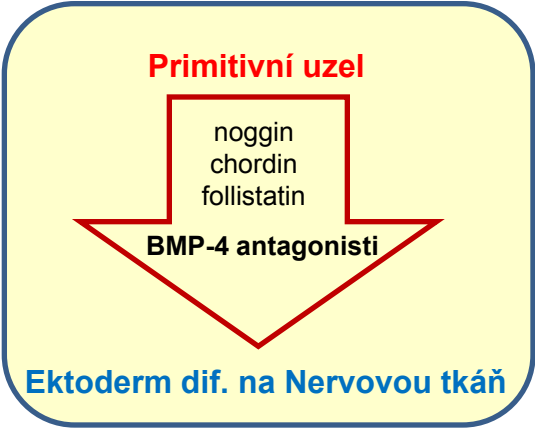 Primitivní uzel
noggin
chordin
follistatin
BMP-4 antagonisti
Ektoderm dif. na Nervovou tkáň